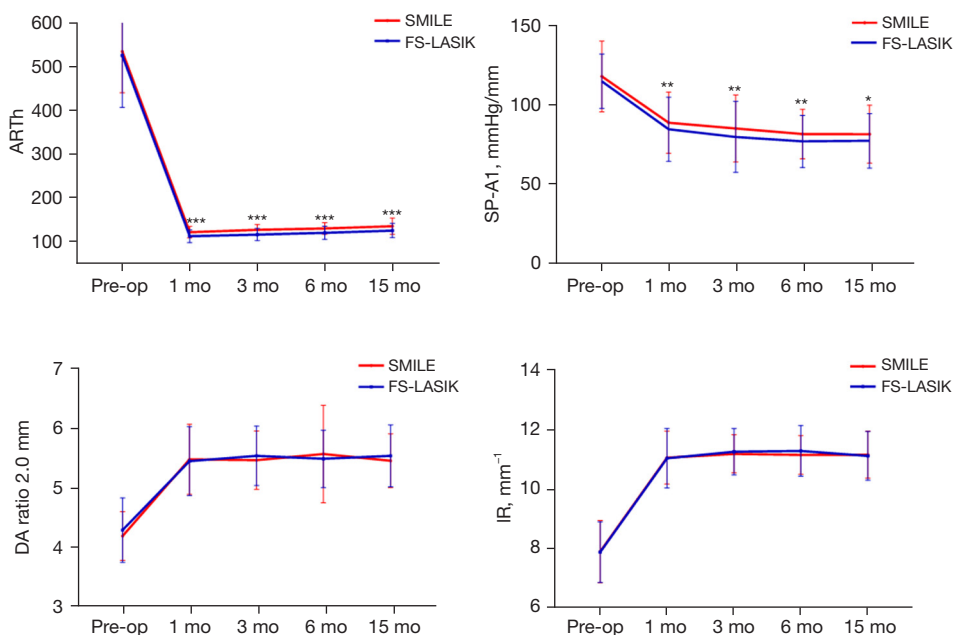 SMILE
FS-LASIK
600
500
400
300
200
100
ARTh
*** *** *** ***
Pre-op 1 mo 3 mo 6 mo 15 mo
SMILE
FS-LASIK
150
100
50
0
SP-A1, mmHg/mm
** ** ** *
Pre-op 1 mo 3 mo 6 mo 15 mo
SMILE
FS-LASIK
7
6
5
4
3
DA ratio 2.0 mm
Pre-op 1 mo 3 mo 6 mo 15 mo
SMILE
FS-LASIK
14
12
10
8
6
IR, mm⁻¹
Pre-op 1 mo 3 mo 6 mo 15 mo